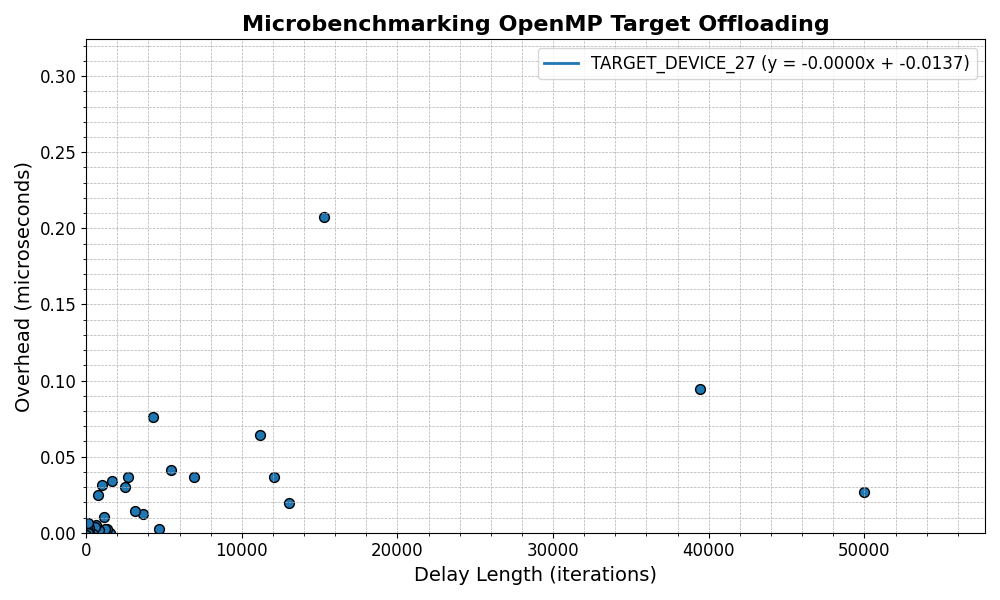 Microbenchmarking OpenMP Target Offloading
TARGET_DEVICE_27 (y = -0.0000x + -0.0137)
Overhead (microseconds)
0.30
0.25
0.20
0.15
0.10
0.05
0.00
0 10000 20000 30000 40000 50000
Delay Length (iterations)